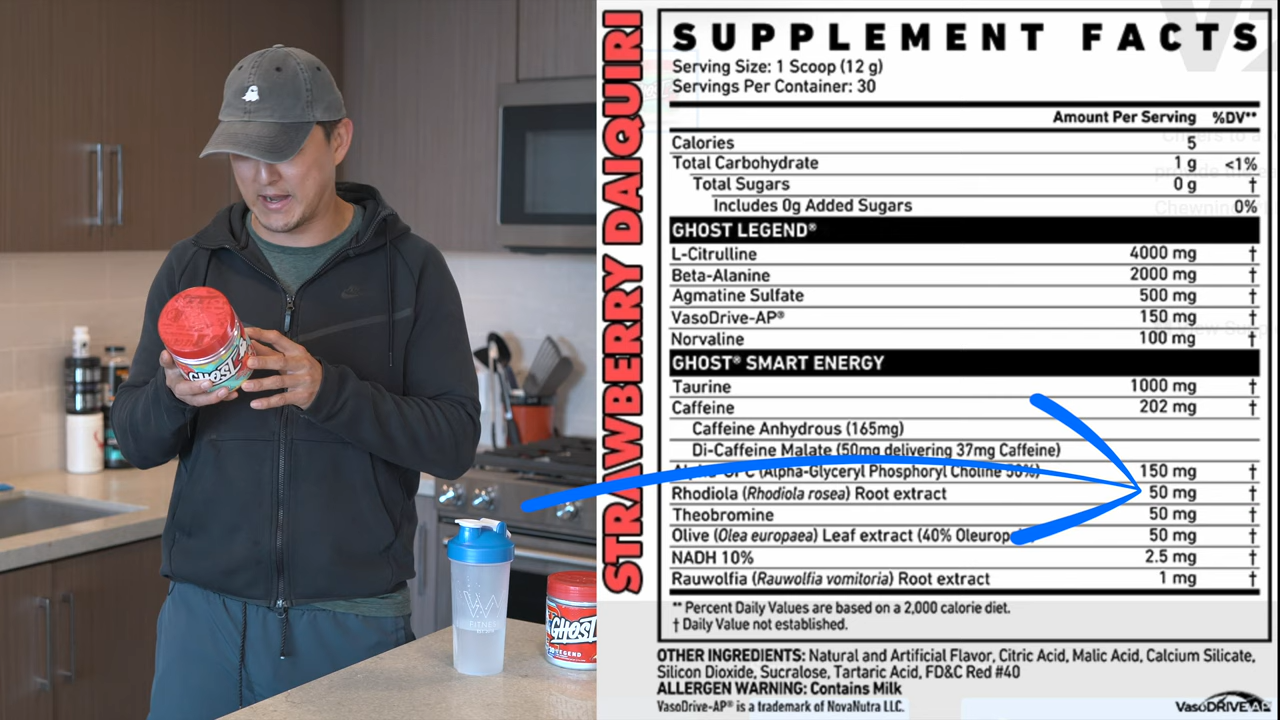 STRAWBERRY DAIQUIRI
SUPPLEMENT FACTS
Serving Size: 1 Scoop (12 g)
Servings Per Container: 30
Amount Per Serving %DV**
Calories 5
Total Carbohydrate 1 g <1%
Total Sugars 0 g †
Includes 0g Added Sugars 0%
GHOST LEGEND®
L-Citrulline 4000 mg †
Beta-Alanine 2000 mg †
Agmatine Sulfate 500 mg †
VasoDrive-AP® 150 mg †
Norvaline 100 mg †
GHOST® SMART ENERGY
Taurine 1000 mg †
Caffeine 202 mg †
Caffeine Anhydrous (165mg)
Di-Caffeine Malate (50mg delivering 37mg Caffeine)
Alpha-GPC (Alpha-Glyceryl Phosphoryl Choline 50%) 150 mg †
Rhodiola (Rhodiola rosea) Root extract 50 mg †
Theobromine 50 mg †
Olive (Olea europaea) Leaf extract (40% 50 mg †
NADH 10% 2.5 mg †
Rauwolfia (Rauwolfia vomitoria) Root extract 1 mg †
** Percent Daily Values are based on a 2,000 calorie diet.
† Daily Value not established.
OTHER INGREDIENTS: Natural and Artificial Flavor, Citric Acid, Malic Acid, Calcium Silicate,
Silicon Dioxide, Sucralose, Tartaric Acid, FD&C Red #40
ALLERGEN WARNING: Contains Milk
VasoDrive-AP® is a trademark of NovaNutra LLC.
VasoDRIVE-AP
GHOST
FITNESS
GHOST
LEGEND